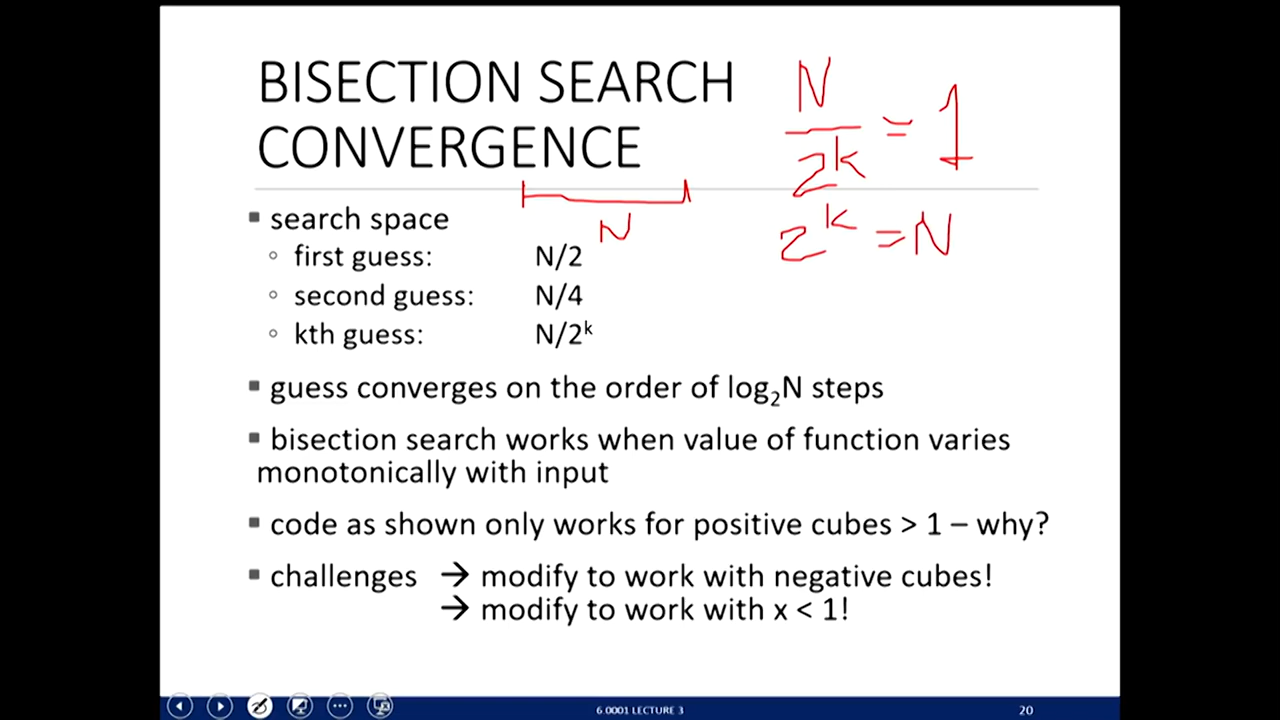 BISECTION SEARCH
CONVERGENCE
N
2^k
= 1
2^k = N
N
▪ search space
◦ first guess: N/2
◦ second guess: N/4
◦ kth guess: N/2^k
▪ guess converges on the order of log₂N steps
▪ bisection search works when value of function varies
monotonically with input
▪ code as shown only works for positive cubes > 1 – why?
▪ challenges → modify to work with negative cubes!
→ modify to work with x < 1!
6.0001 LECTURE 3
20